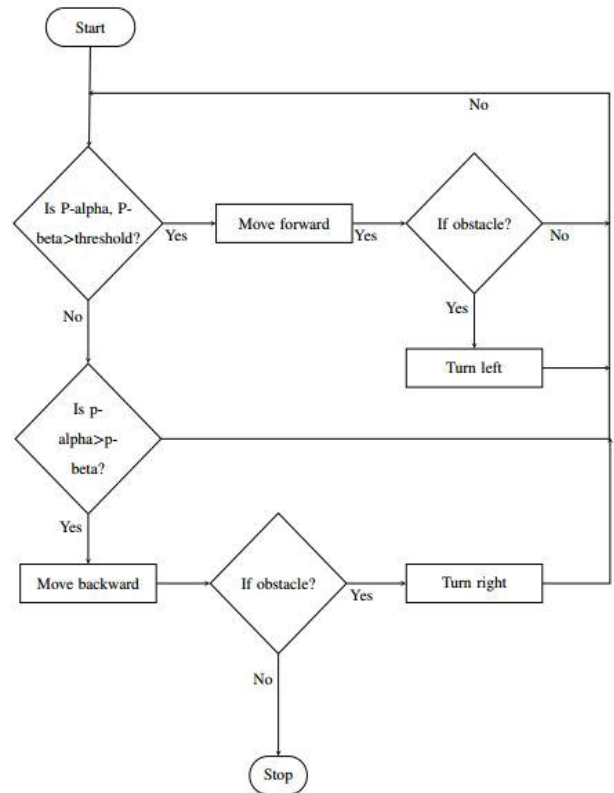 Start
No
Is P-alpha, P-
beta>threshold?
Yes
Move forward
Yes
If obstacle?
No
Yes
No
Turn left
Is p-
alpha>p-
beta?
Yes
Move backward
If obstacle?
Yes
Turn right
No
Stop